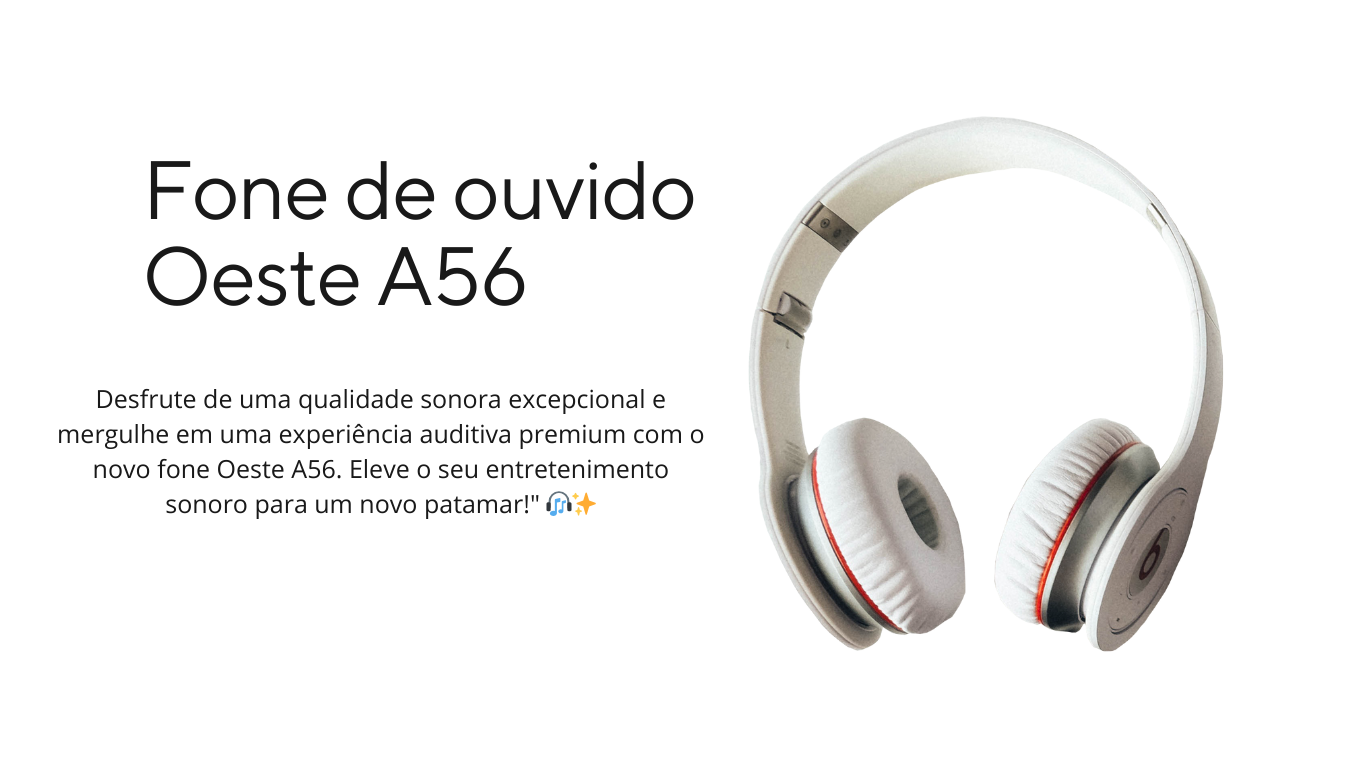 Fone de ouvido
Oeste A56
Desfrute de uma qualidade sonora excepcional e
mergulhe em uma experiência auditiva premium com o
novo fone Oeste A56. Eleve o seu entretenimento
sonoro para um novo patamar!" 🎧✨